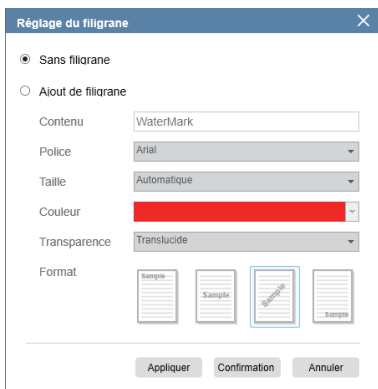 Réglage du filigrane
Sans filigrane
Ajout de filigrane
Contenu WaterMark
Police Arial
Taille Automatique
Couleur
Transparence Translucide
Format
Sample
Sample
Sample
Sample
Appliquer Confirmation Annuler